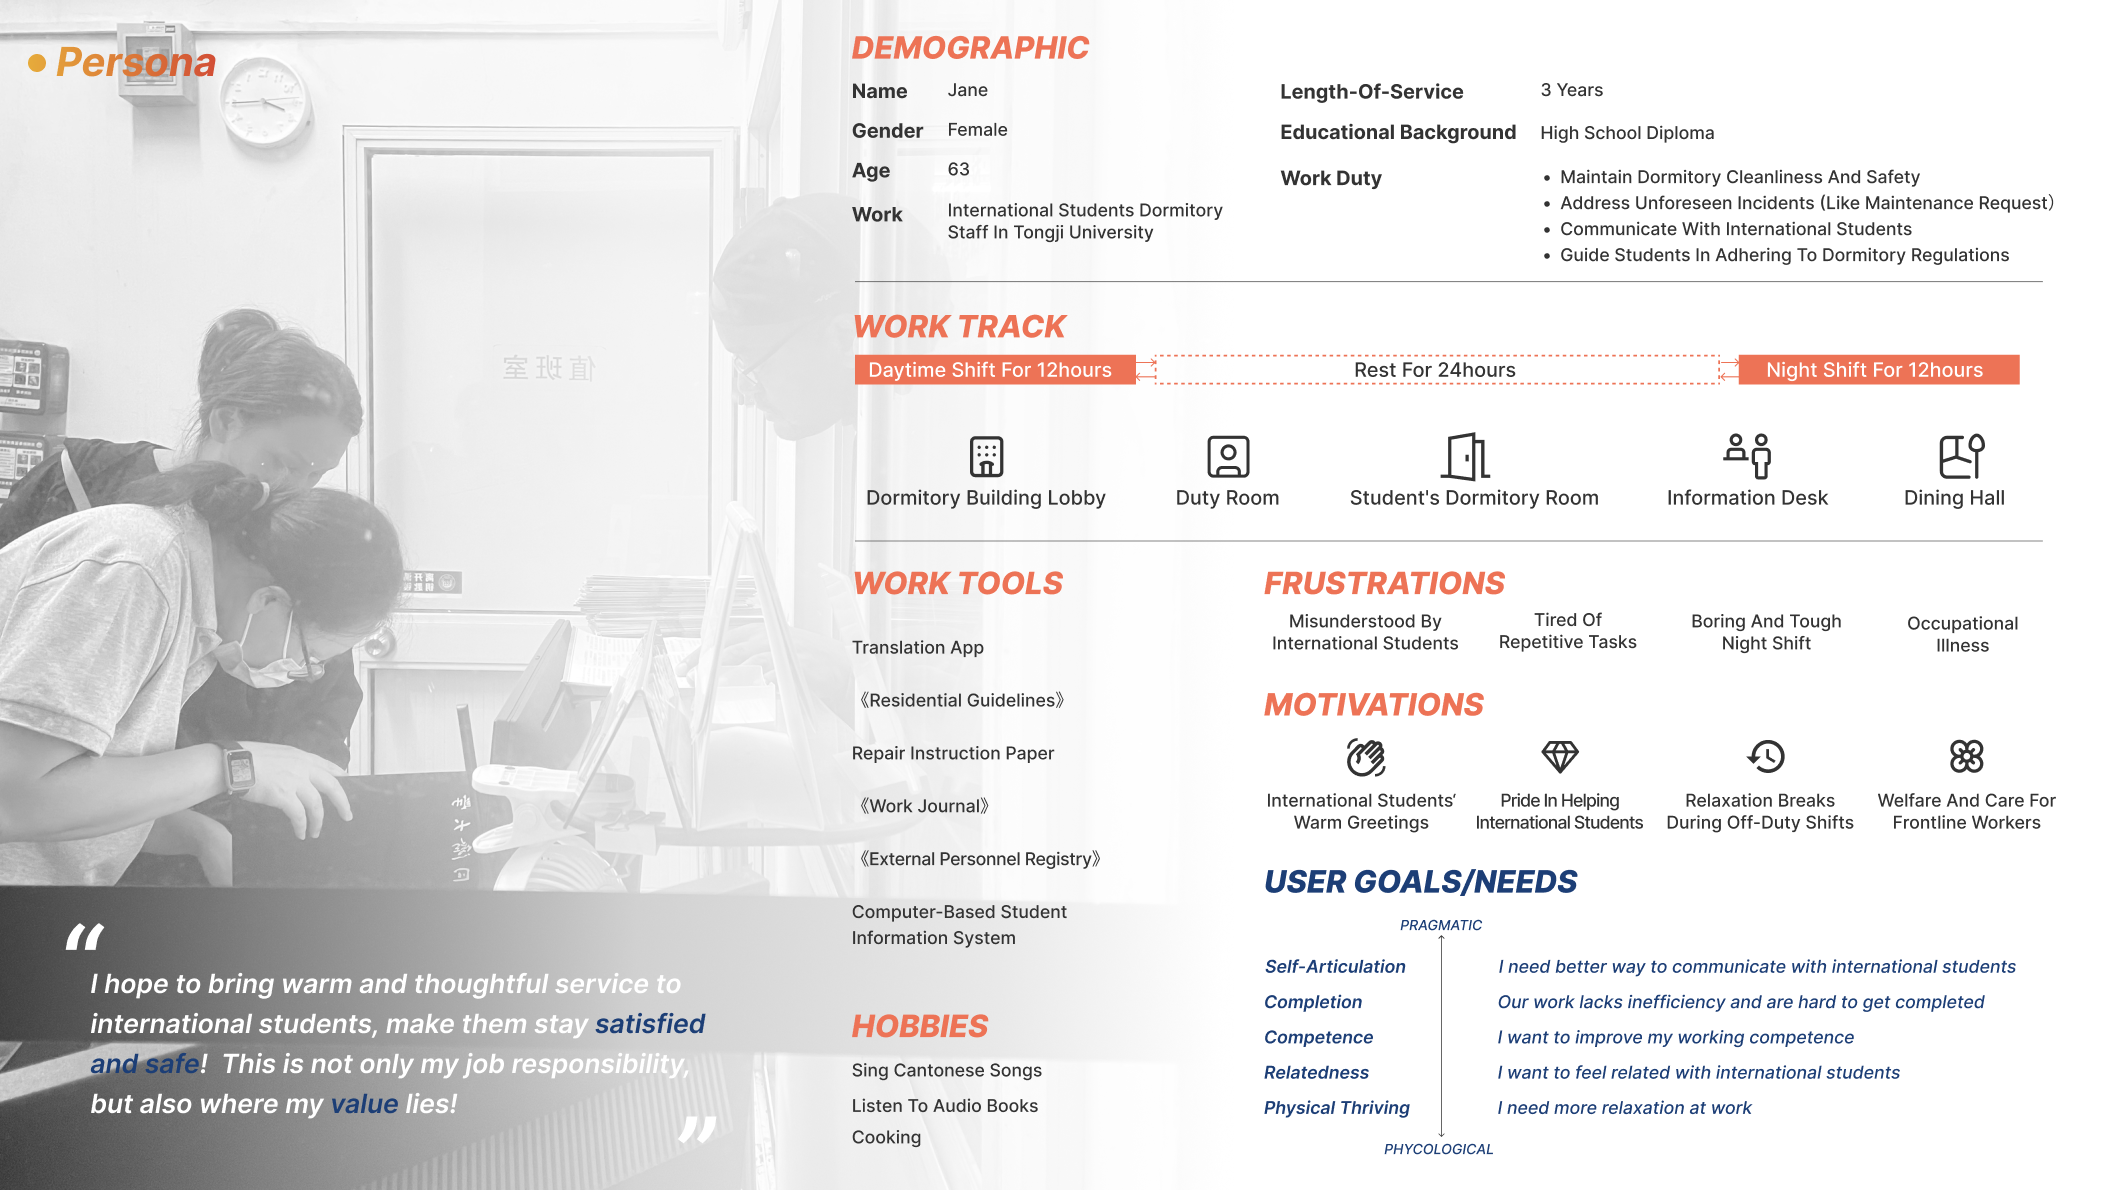 Persona
DEMOGRAPHIC
Name Jane
Gender Female
Age 63
Work International Students Dormitory
Staff In Tongji University
Length-Of-Service 3 Years
Educational Background High School Diploma
Work Duty
• Maintain Dormitory Cleanliness And Safety
• Address Unforeseen Incidents (Like Maintenance Request）
• Communicate With International Students
• Guide Students In Adhering To Dormitory Regulations
WORK TRACK
Daytime Shift For 12hours
Rest For 24hours
Night Shift For 12hours
Dormitory Building Lobby
Duty Room
Student's Dormitory Room
Information Desk
Dining Hall
值班室
WORK TOOLS
Translation App
《Residential Guidelines》
Repair Instruction Paper
《Work Journal》
《External Personnel Registry》
Computer-Based Student
Information System
HOBBIES
Sing Cantonese Songs
Listen To Audio Books
Cooking
FRUSTRATIONS
Misunderstood By
International Students
Tired Of
Repetitive Tasks
Boring And Tough
Night Shift
Occupational
Illness
MOTIVATIONS
International Students‘
Warm Greetings
Pride In Helping
International Students
Relaxation Breaks
During Off-Duty Shifts
Welfare And Care For
Frontline Workers
USER GOALS/NEEDS
PRAGMATIC
Self-Articulation I need better way to communicate with international students
Completion Our work lacks inefficiency and are hard to get completed
Competence I want to improve my working competence
Relatedness I want to feel related with international students
Physical Thriving I need more relaxation at work
PHYCOLOGICAL
“
I hope to bring warm and thoughtful service to
international students, make them stay satisfied
and safe! This is not only my job responsibility,
but also where my value lies!
”